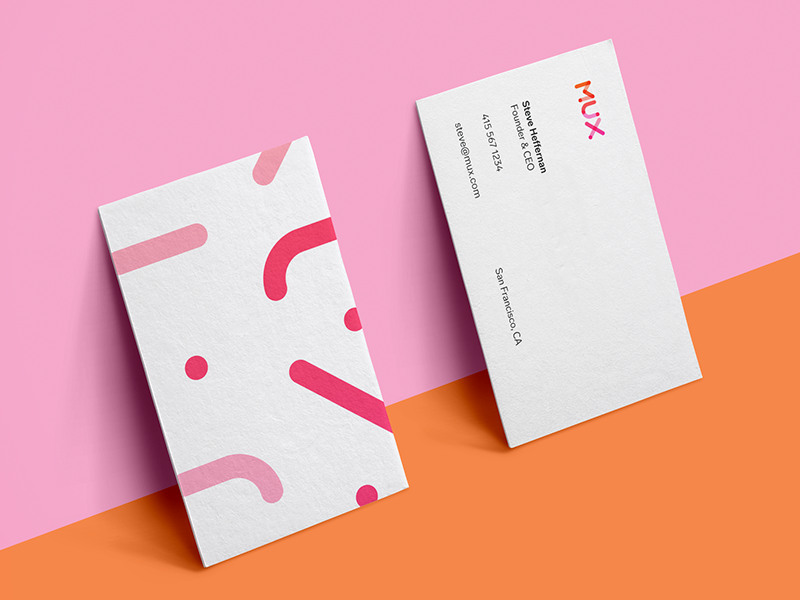 MUX
Steve Heffernan
Founder & CEO
415 567 1234
steve@mux.com
San Francisco, CA